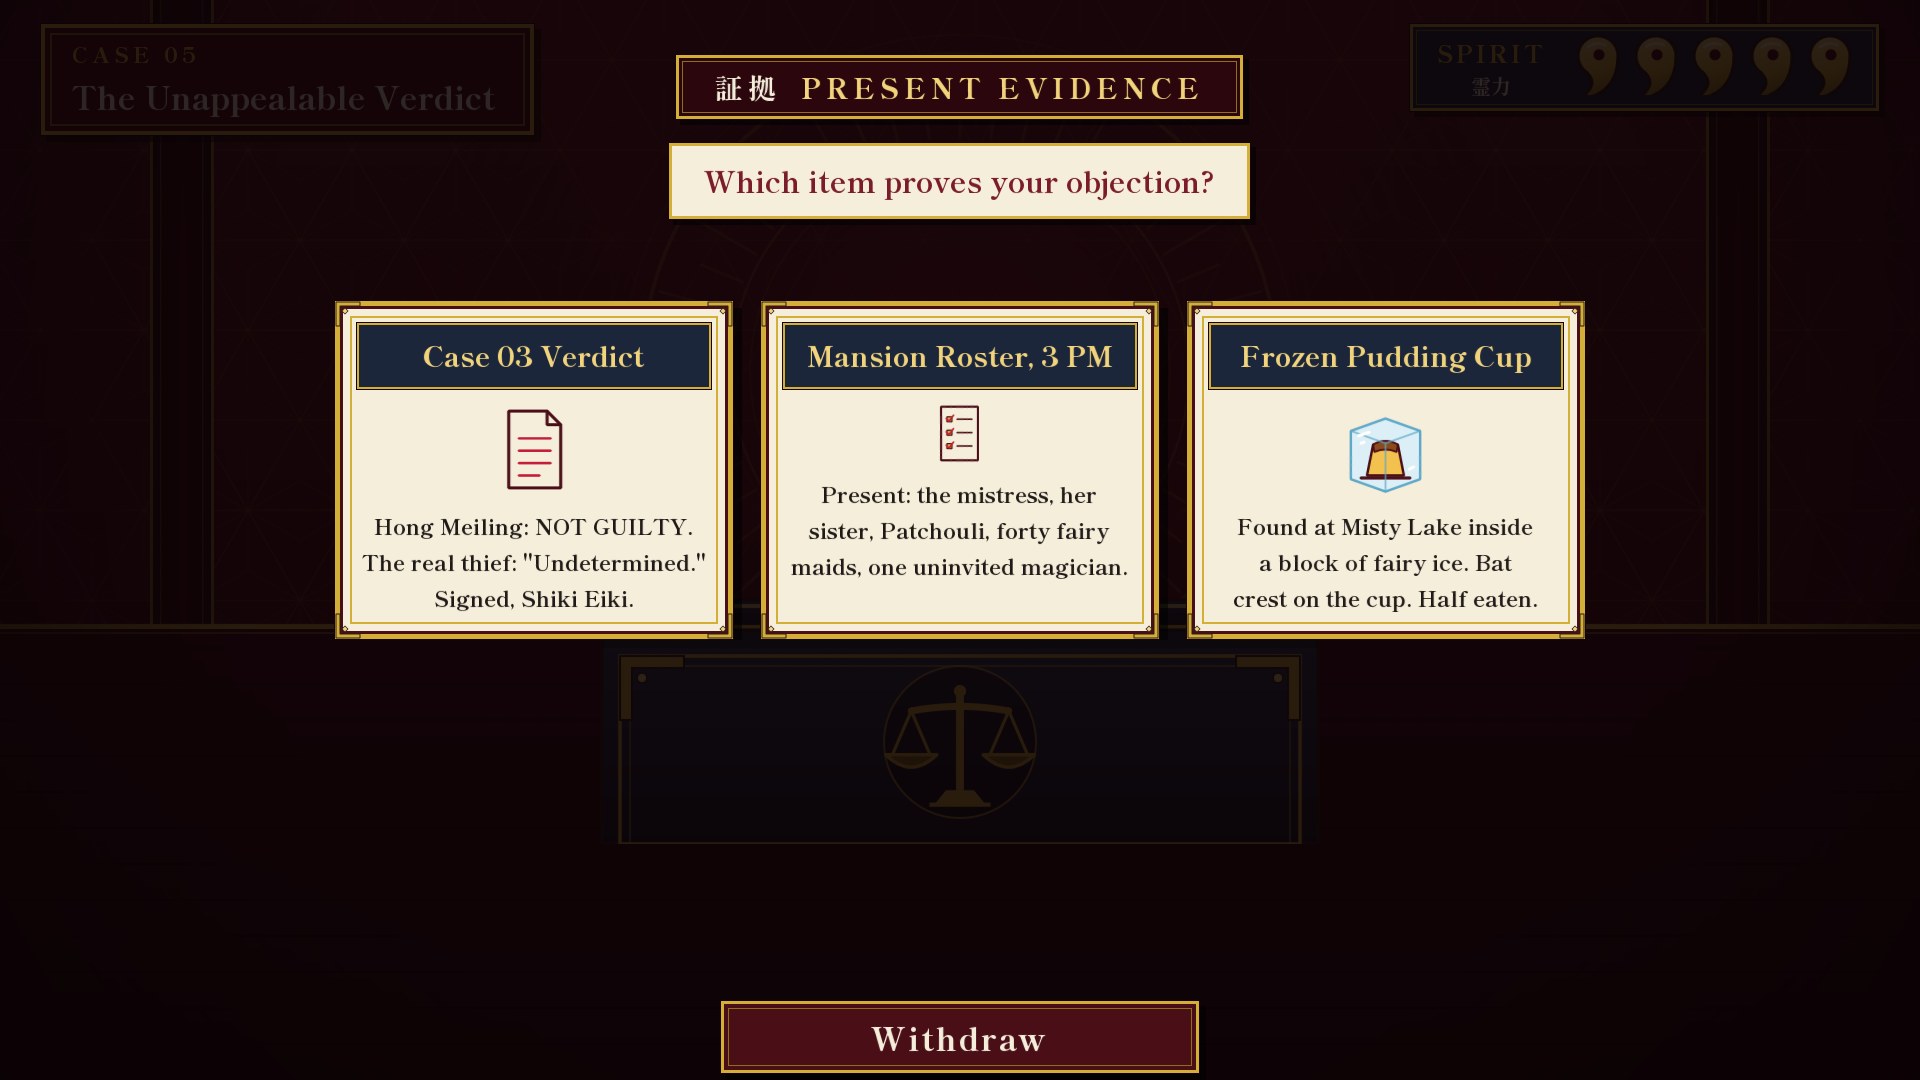 CASE 05
The Unappealable Verdict
SPIRIT
霊力
証拠 PRESENT EVIDENCE
Which item proves your objection?
Case 03 Verdict
Hong Meiling: NOT GUILTY.
The real thief: "Undetermined."
Signed, Shiki Eiki.
Mansion Roster, 3 PM
Present: the mistress, her
sister, Patchouli, forty fairy
maids, one uninvited magician.
Frozen Pudding Cup
Found at Misty Lake inside
a block of fairy ice. Bat
crest on the cup. Half eaten.
Withdraw